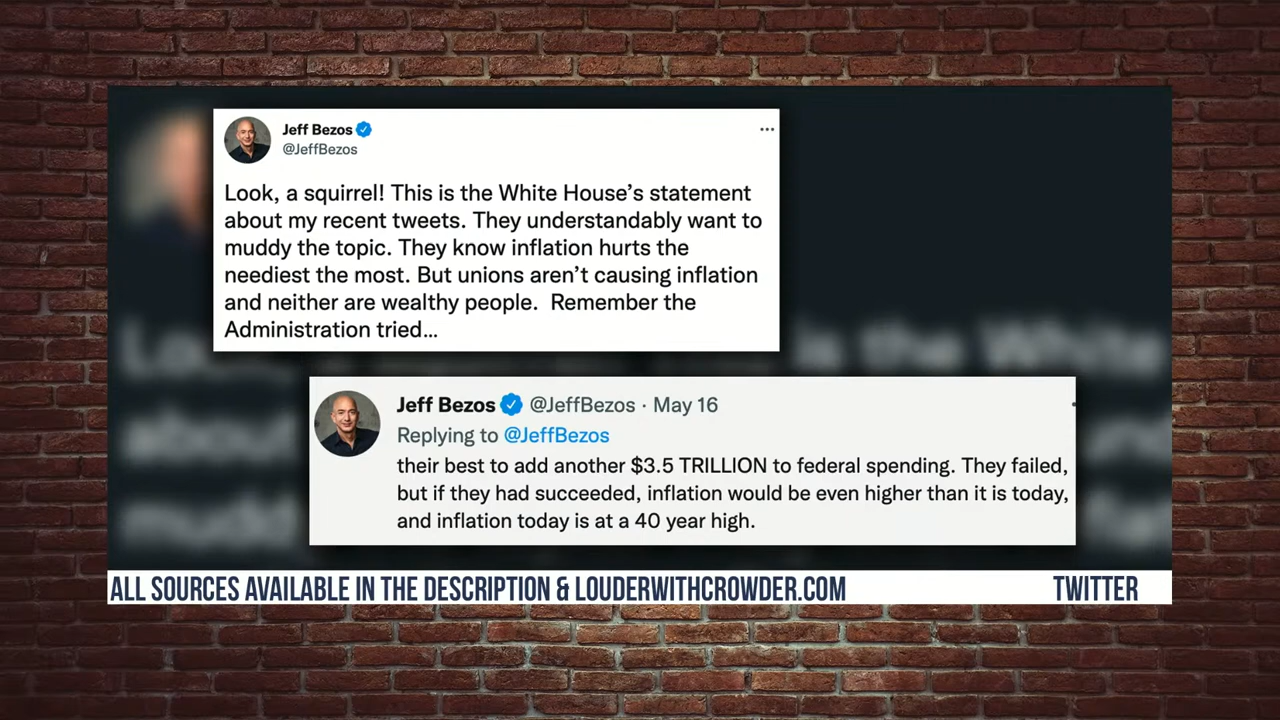 Jeff Bezos
@JeffBezos
Look, a squirrel! This is the White House’s statement
about my recent tweets. They understandably want to
muddy the topic. They know inflation hurts the
neediest the most. But unions aren’t causing inflation
and neither are wealthy people.  Remember the
Administration tried...
Jeff Bezos @JeffBezos · May 16
Replying to @JeffBezos
their best to add another $3.5 TRILLION to federal spending. They failed,
but if they had succeeded, inflation would be even higher than it is today,
and inflation today is at a 40 year high.
is the White
ALL SOURCES AVAILABLE IN THE DESCRIPTION & LOUDERWITHCROWDER.COM
TWITTER